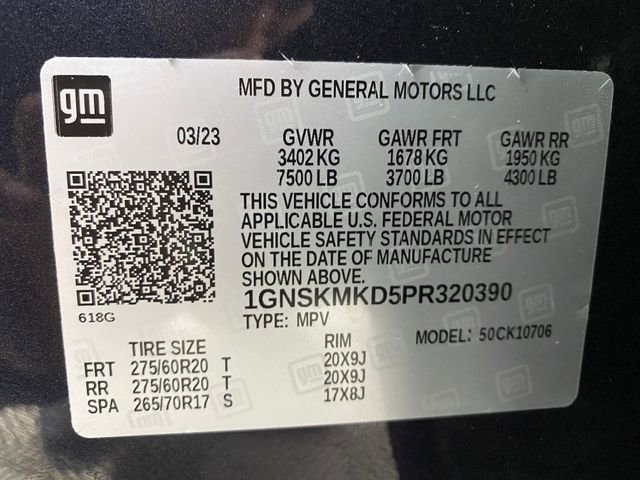 gm
MFD BY GENERAL MOTORS LLC
03/23 GVWR GAWR FRT GAWR RR
3402 KG 1678 KG 1950 KG
7500 LB 3700 LB 4300 LB
THIS VEHICLE CONFORMS TO ALL
APPLICABLE U.S. FEDERAL MOTOR
VEHICLE SAFETY STANDARDS IN EFFECT
ON THE DATE OF MANUFACTURE
SHOWN ABOVE.
1GNSKMKD5PR320390
618G
TYPE: MPV MODEL: 50CK10706
TIRE SIZE RIM
FRT 275/60R20 T 20X9J
RR 275/60R20 T 20X9J
SPA 265/70R17 S 17X8J